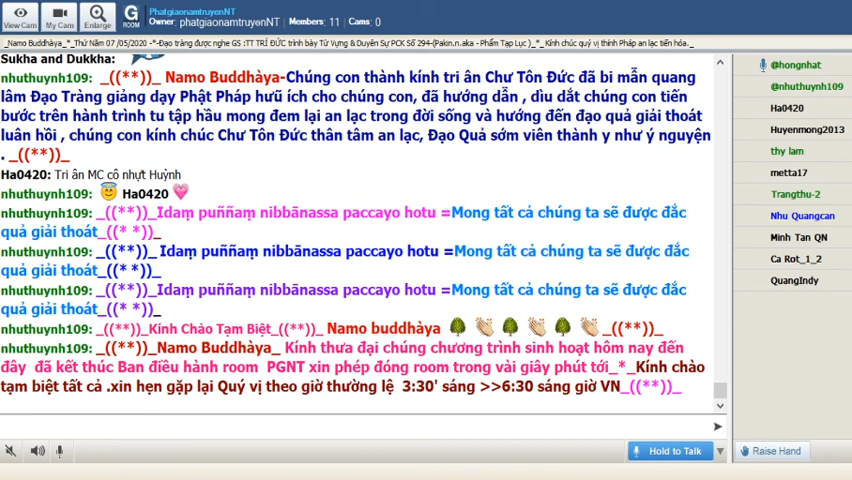 PhatgiaonamtruyenNT
Owner: phatgiaonamtruyenNT | Members: 11 | Cams: 0
View Cam
My Cam
Enlarge
G
ROOM
_Namo Buddhàya_*_Thứ Năm 07 /05/2020 -*-Đạo tràng được nghe GS :TT TRÍ ĐỨC trình bày Từ Vựng & Duyên Sự PCK Số 294-(Pakin.n.aka - Phẩm Tạp Lục )_*_ Kính chúc quý vị thính Pháp an lạc tiến hóa._
Sukha and Dukkha:
nhuthuynh109: _((**))_ Namo Buddhàya-Chúng con thành kính tri ân Chư Tôn Đức đã bi mẫn quang
lâm Đạo Tràng giảng dạy Phật Pháp hưũ ích cho chúng con, đã hướng dẫn , dìu dắt chúng con tiến
bước trên hành trình tu tập hầu mong đem lại an lạc trong đời sống và hướng đến đạo quả giải thoát
luân hồi , chúng con kính chúc Chư Tôn Đức thân tâm an lạc, Đạo Quả sớm viên thành y như ý nguyện
. _((**))_
Ha0420: Tri ân MC cô nhựt Huỳnh
nhuthuynh109: Ha0420
nhuthuynh109: _((**))_Idaṃ puññaṃ nibbānassa paccayo hotu =Mong tất cả chúng ta sẽ được đắc
quả giải thoát_((* *))_
nhuthuynh109: _((**))_ Idaṃ puññaṃ nibbānassa paccayo hotu =Mong tất cả chúng ta sẽ được đắc
quả giải thoát_((* *))_
nhuthuynh109: _((**))_Idaṃ puññaṃ nibbānassa paccayo hotu =Mong tất cả chúng ta sẽ được đắc
quả giải thoát_((* *))_
nhuthuynh109: _((**))_Kính Chào Tạm Biệt_((**))_ Namo buddhàya _((**))_
nhuthuynh109: _((**))_Namo Buddhàya_ Kính thưa đại chúng chương trình sinh hoạt hôm nay đến
đây đã kết thúc Ban điều hành room PGNT xin phép đóng room trong vài giây phút tới_*_Kính chào
tạm biệt tất cả .xin hẹn gặp lại Quý vị theo giờ thường lệ 3:30' sáng >>6:30 sáng giờ VN_((**))_
Hold to Talk
@hongnhat
@nhuthuynh109
Ha0420
Huyenmong2013
thy lam
metta17
Trangthu-2
Nhu Quangcan
Minh Tan QN
Ca Rot_1_2
QuangIndy
Raise Hand